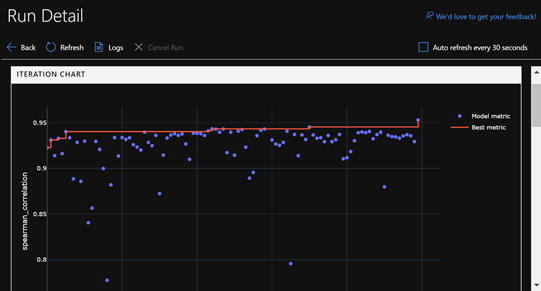 Run Detail
We'd love to get your feedback!
Back
Refresh
Logs
Cancel Run
Auto refresh every 30 seconds
ITERATION CHART
spearman_correlation
0.95
0.9
0.85
0.8
Model metric
Best metric